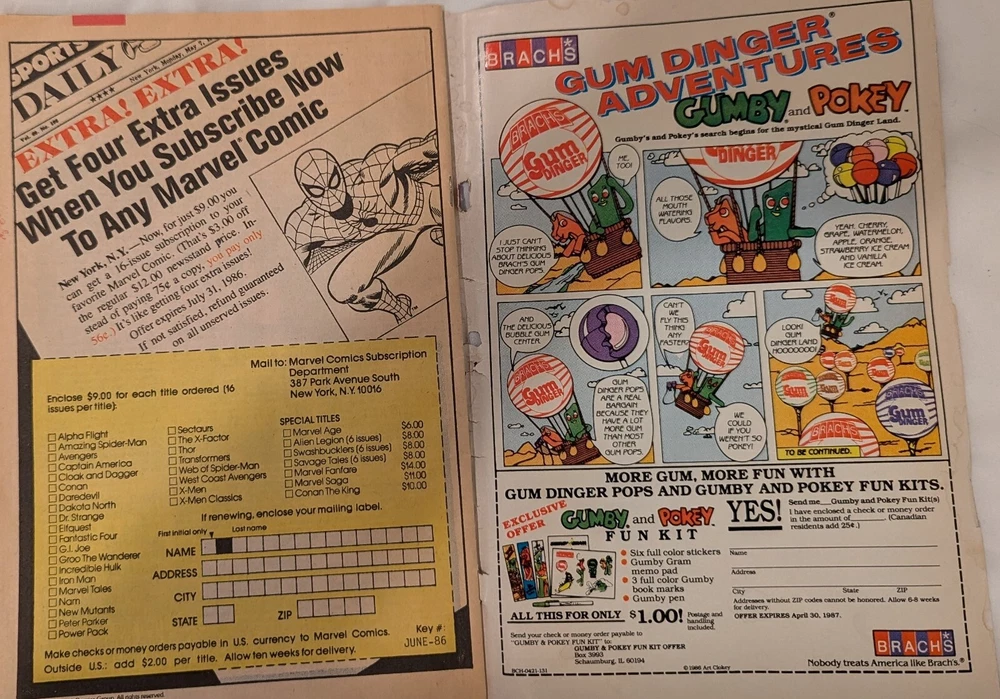 SPORTS
DAILY
New York, Monday, May 7,
★★★★
EXTRA! EXTRA!
Get Four Extra Issues
When You Subscribe Now
To Any Marvel Comic
New York, N.Y. – Now, for just $9.00 you
can get a 16-issue subscription to your
favorite Marvel Comic. (That's $3.00 off
the regular $12.00 newsstand price. In-
stead of paying 75¢ a copy, you pay only
56¢.) It's like getting four extra issues!
Offer expires July 31, 1986.
If not satisfied, refund guaranteed
on all unserved issues.
Mail to: Marvel Comics Subscription
Department
387 Park Avenue South
New York, N.Y. 10016
Enclose $9.00 for each title ordered (16
issues per title):
Alpha Flight
Amazing Spider-Man
Avengers
Captain America
Cloak and Dagger
Conan
Daredevil
Dakota North
Dr. Strange
Elfquest
Fantastic Four
G.I. Joe
Groo The Wanderer
Incredible Hulk
Iron Man
Marvel Tales
Nam
New Mutants
Peter Parker
Power Pack
Sectaurs
The X-Factor
Thor
Transformers
Web of Spider-Man
West Coast Avengers
X-Men
X-Men Classics
SPECIAL TITLES
Marvel Age $6.00
Alien Legion (6 issues) $8.00
Swashbucklers (6 issues) $8.00
Savage Tales (6 issues) $8.00
Marvel Fanfare $14.00
Marvel Saga $11.00
Conan The King $10.00
If renewing, enclose your mailing label.
First initial only
Last name
NAME
ADDRESS
CITY
STATE ZIP
Make checks or money orders payable in U.S. currency to Marvel Comics.
Outside U.S.: add $2.00 per title. Allow ten weeks for delivery.
Key #:
JUNE-86
All rights reserved.
BRACH'S
GUM DINGER®
ADVENTURES
GUMBY and POKEY
Gumby's and Pokey's search begins for the mystical Gum Dinger Land.
BRACHS
Gum
DINGER
ME,
TOO!
I JUST CAN'T
STOP THINKING
ABOUT DELICIOUS
BRACH'S GUM
DINGER POPS.
DINGER
ALL THOSE
MOUTH
WATERING
FLAVORS.
YEAH. CHERRY,
GRAPE, WATERMELON,
APPLE, ORANGE,
STRAWBERRY ICE CREAM
AND VANILLA
ICE CREAM.
AND
THE DELICIOUS
BUBBLE GUM
CENTER.
BRACHS
Gum
DINGER
GUM
DINGER POPS
ARE A REAL
BARGAIN
BECAUSE THEY
HAVE A LOT
MORE GUM
THAN MOST
OTHER
GUM POPS.
CAN'T
WE
FLY THIS
THING ANY
FASTER?
BRACHS
Gum
DINGER
WE
COULD
IF YOU
WEREN'T SO
POKEY!
LOOK!
GUM
DINGER LAND
HOOOOOOO!
Gum
DINGER
BRACHS
BRACHS
Gum
DINGER
TO BE CONTINUED.
MORE GUM, MORE FUN WITH
GUM DINGER POPS AND GUMBY AND POKEY FUN KITS.
EXCLUSIVE
OFFER
GUMBY and POKEY
FUN KIT
Six full color stickers
Gumby Gram
memo pad
3 full color Gumby
book marks
Gumby pen
ALL THIS FOR ONLY $1.00! Postage and
handling
included.
Send your check or money order payable to
"GUMBY & POKEY FUN KIT" to:
GUMBY & POKEY FUN KIT OFFER
Box 3993
Schaumburg, IL 60194
BCH-0421-131
©1986 Art Clokey
YES!
Send me Gumby and Pokey Fun Kit(s)
I have enclosed a check or money order
in the amount of (Canadian
residents add 25¢.)
Name
Address
City State ZIP
Addresses without ZIP codes cannot be honored. Allow 6-8 weeks
for delivery.
OFFER EXPIRES April 30, 1987.
BRACH'S
Nobody treats America like Brach's.®